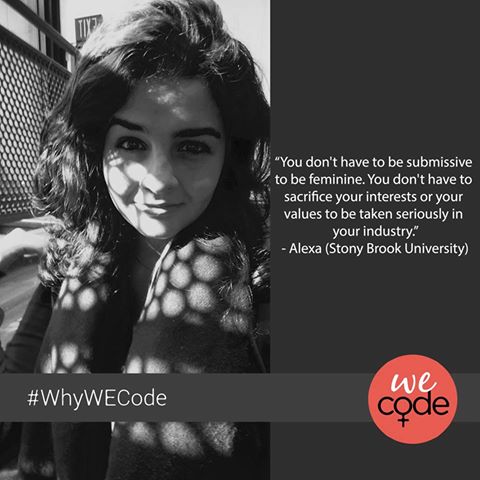 EXIT
“You don't have to be submissive
to be feminine. You don't have to
sacrifice your interests or your
values to be taken seriously in
your industry.”
- Alexa (Stony Brook University)
#WhyWECode
we
code